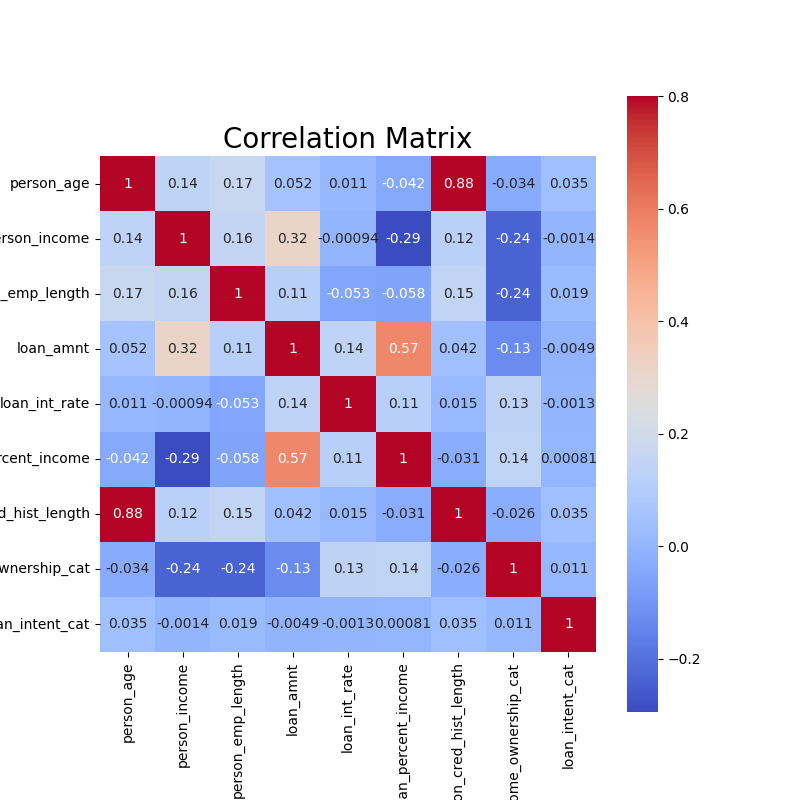 Correlation Matrix
0.8
person_age 1 0.14 0.17 0.052 0.011 -0.042 0.88 -0.034 0.035
0.6
erson_income 0.14 1 0.16 0.32 -0.00094 -0.29 0.12 -0.24 -0.0014
_emp_length 0.17 0.16 1 0.11 -0.053 -0.058 0.15 -0.24 0.019
0.4
loan_amnt 0.052 0.32 0.11 1 0.14 0.57 0.042 -0.13 -0.0049
loan_int_rate 0.011 -0.00094 -0.053 0.14 1 0.11 0.015 0.13 -0.0013
0.2
rcent_income -0.042 -0.29 -0.058 0.57 0.11 1 -0.031 0.14 0.00081
d_hist_length 0.88 0.12 0.15 0.042 0.015 -0.031 1 -0.026 0.035
0.0
wnership_cat -0.034 -0.24 -0.24 -0.13 0.13 0.14 -0.026 1 0.011
an_intent_cat 0.035 -0.0014 0.019 -0.0049 -0.0013 0.00081 0.035 0.011 1
−0.2
person_age
person_income
person_emp_length
loan_amnt
loan_int_rate
an_percent_income
on_cred_hist_length
ome_ownership_cat
loan_intent_cat